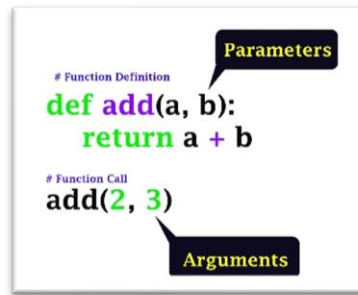 Parameters
# Function Definition
def add(a, b):
return a + b
# Function Call
add(2, 3)
Arguments